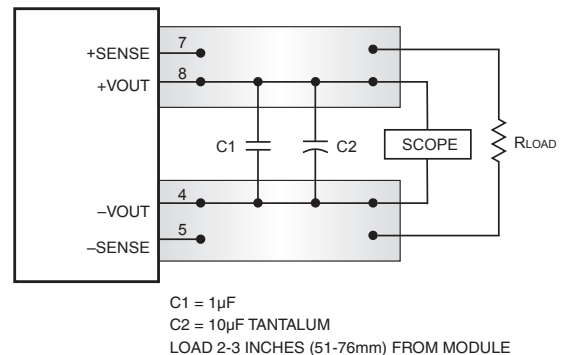 +SENSE 7
+VOUT 8
C1 C2 SCOPE RLOAD
–VOUT 4
–SENSE 5
C1 = 1µF
C2 = 10µF TANTALUM
LOAD 2-3 INCHES (51-76mm) FROM MODULE